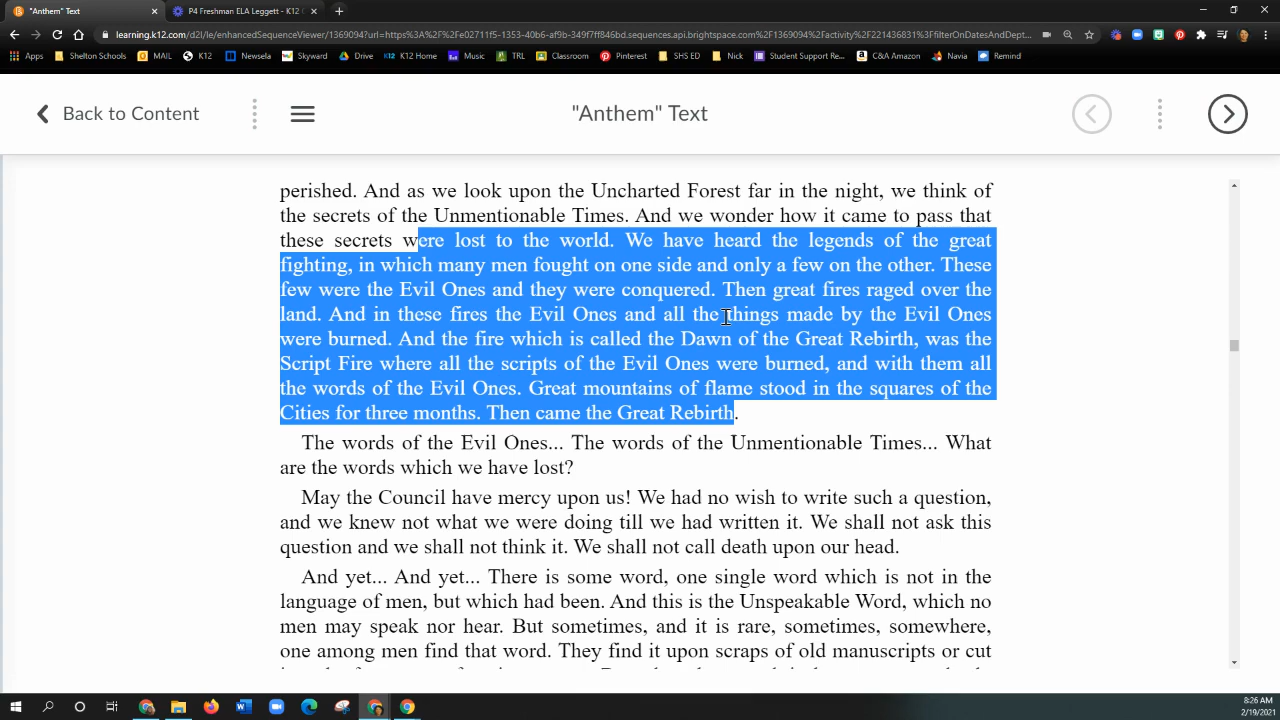 "Anthem" Text
P4 Freshman ELA Leggett - K12
learning.k12.com/d2l/le/enhancedSequenceViewer/1369094?url=https%3A%2F%2Fe02711f5-1353-40b6-af9b-349f7ff846bd.sequences.api.brightspace.com%2F1369094%2Factivity%2F221436831%3FfilterOnDatesAndDept...
Apps Shelton Schools MAIL K12 Newsela Skyward Drive K12 Home Music TRL Classroom Pinterest SHS ED Nick Student Support Re... C&A Amazon Navia Remind
Back to Content
"Anthem" Text
perished. And as we look upon the Uncharted Forest far in the night, we think of
the secrets of the Unmentionable Times. And we wonder how it came to pass that
these secrets were lost to the world. We have heard the legends of the great
fighting, in which many men fought on one side and only a few on the other. These
few were the Evil Ones and they were conquered. Then great fires raged over the
land. And in these fires the Evil Ones and all the things made by the Evil Ones
were burned. And the fire which is called the Dawn of the Great Rebirth, was the
Script Fire where all the scripts of the Evil Ones were burned, and with them all
the words of the Evil Ones. Great mountains of flame stood in the squares of the
Cities for three months. Then came the Great Rebirth.
The words of the Evil Ones... The words of the Unmentionable Times... What
are the words which we have lost?
May the Council have mercy upon us! We had no wish to write such a question,
and we knew not what we were doing till we had written it. We shall not ask this
question and we shall not think it. We shall not call death upon our head.
And yet... And yet... There is some word, one single word which is not in the
language of men, but which had been. And this is the Unspeakable Word, which no
men may speak nor hear. But sometimes, and it is rare, sometimes, somewhere,
one among men find that word. They find it upon scraps of old manuscripts or cut
8:26 AM
2/19/2021